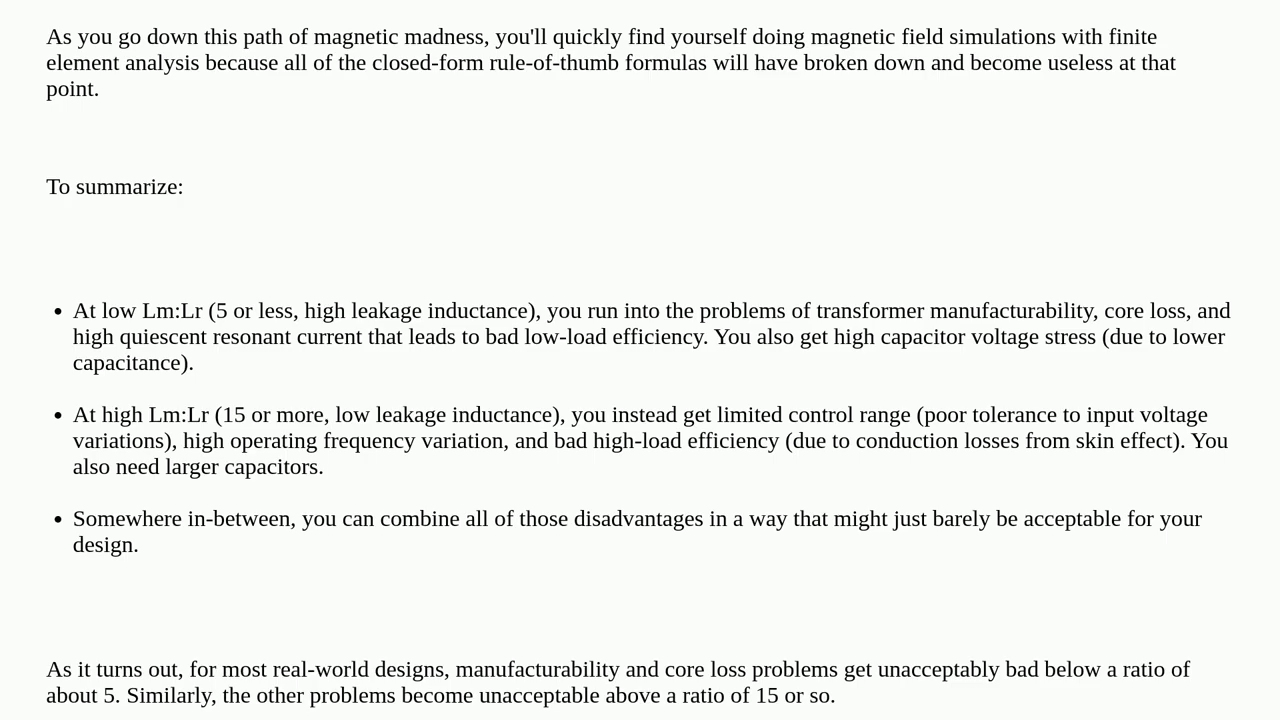 As you go down this path of magnetic madness, you'll quickly find yourself doing magnetic field simulations with finite
element analysis because all of the closed-form rule-of-thumb formulas will have broken down and become useless at that
point.
To summarize:
• At low Lm:Lr (5 or less, high leakage inductance), you run into the problems of transformer manufacturability, core loss, and
high quiescent resonant current that leads to bad low-load efficiency. You also get high capacitor voltage stress (due to lower
capacitance).
• At high Lm:Lr (15 or more, low leakage inductance), you instead get limited control range (poor tolerance to input voltage
variations), high operating frequency variation, and bad high-load efficiency (due to conduction losses from skin effect). You
also need larger capacitors.
• Somewhere in-between, you can combine all of those disadvantages in a way that might just barely be acceptable for your
design.
As it turns out, for most real-world designs, manufacturability and core loss problems get unacceptably bad below a ratio of
about 5. Similarly, the other problems become unacceptable above a ratio of 15 or so.